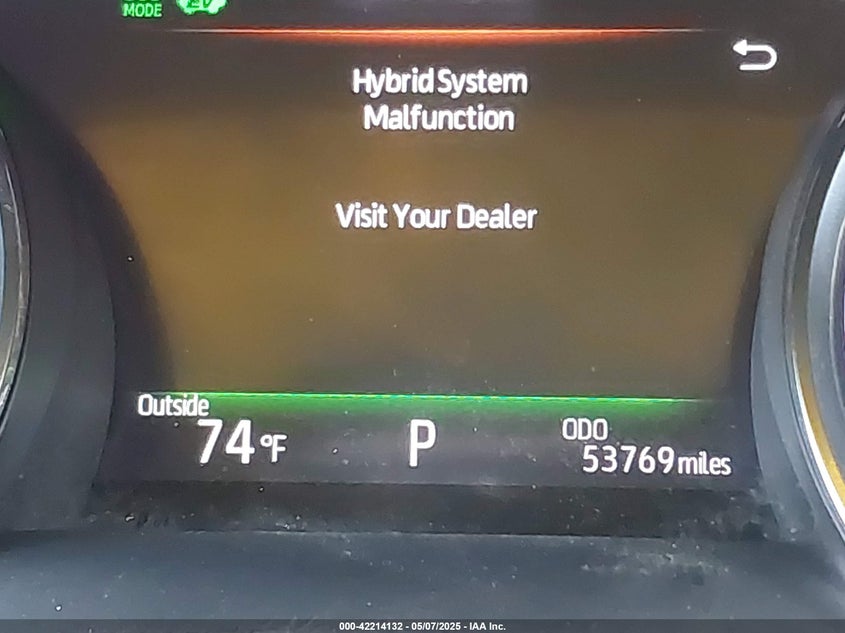 MODE
Hybrid System
Malfunction
Visit Your Dealer
Outside
74°F
P
ODO
53769 miles
000-42214132 - 05/07/2025 - IAA Inc.